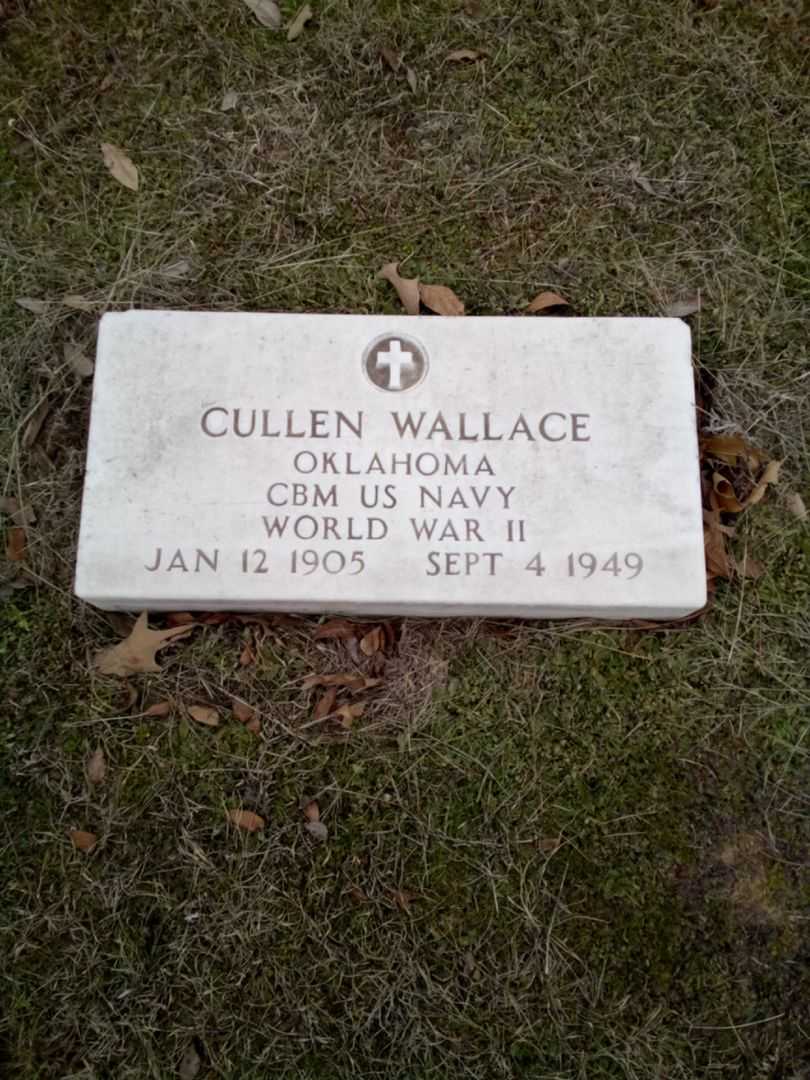 CULLEN WALLACE
OKLAHOMA
CBM US NAVY
WORLD WAR II
JAN 12 1905 SEPT 4 1949